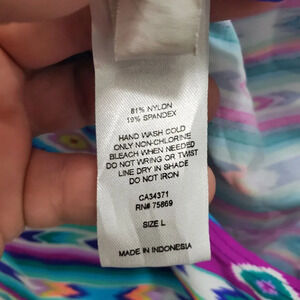 81% NYLON
19% SPANDEX
HAND WASH COLD
ONLY NON-CHLORINE
BLEACH WHEN NEEDED
DO NOT WRING OR TWIST
LINE DRY IN SHADE
DO NOT IRON
CA34371
RN# 75869
SIZE L
MADE IN INDONESIA